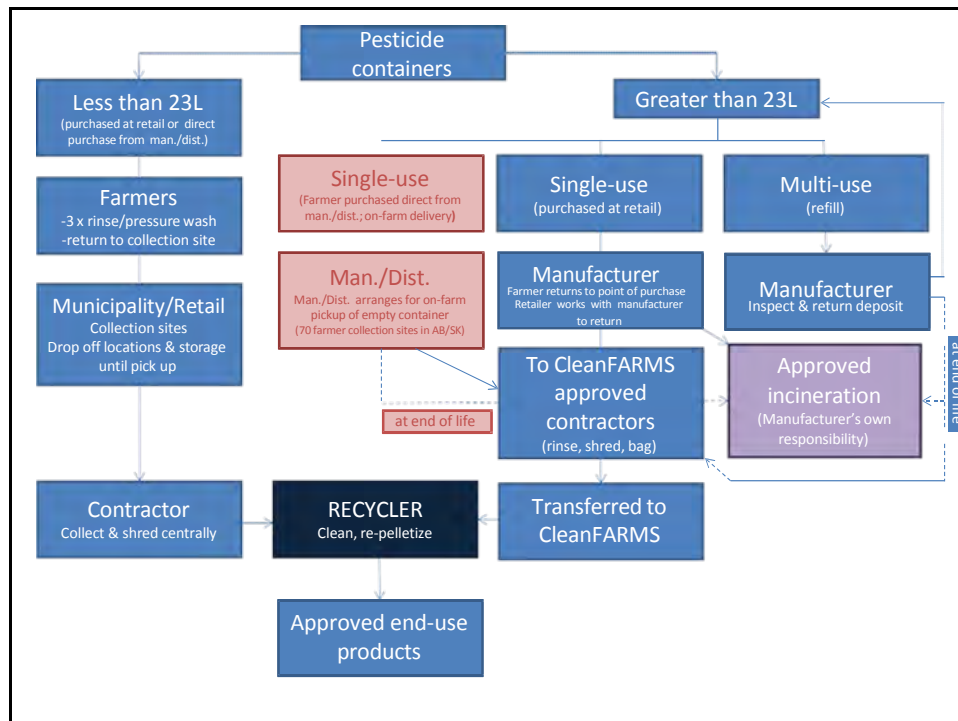 Pesticide
containers
Less than 23L
(purchased at retail or direct
purchase from man./dist.)
Greater than 23L
Single-use
(Farmer purchased direct from
man./dist.; on-farm delivery)
Single-use
(purchased at retail)
Multi-use
(refill)
Farmers
-3 x rinse/pressure wash
-return to collection site
Man./Dist.
Man./Dist. arranges for on-farm
pickup of empty container
(70 farmer collection sites in AB/SK)
Manufacturer
Farmer returns to point of purchase
Retailer works with manufacturer
to return
Manufacturer
Inspect & return deposit
Municipality/Retail
Collection sites
Drop off locations & storage
until pick up
at end of life
To CleanFARMS
approved
contractors
(rinse, shred, bag)
Approved
incineration
(Manufacturer's own
responsibility)
at end of life
Contractor
Collect & shred centrally
RECYCLER
Clean, re-pelletize
Transferred to
CleanFARMS
Approved end-use
products